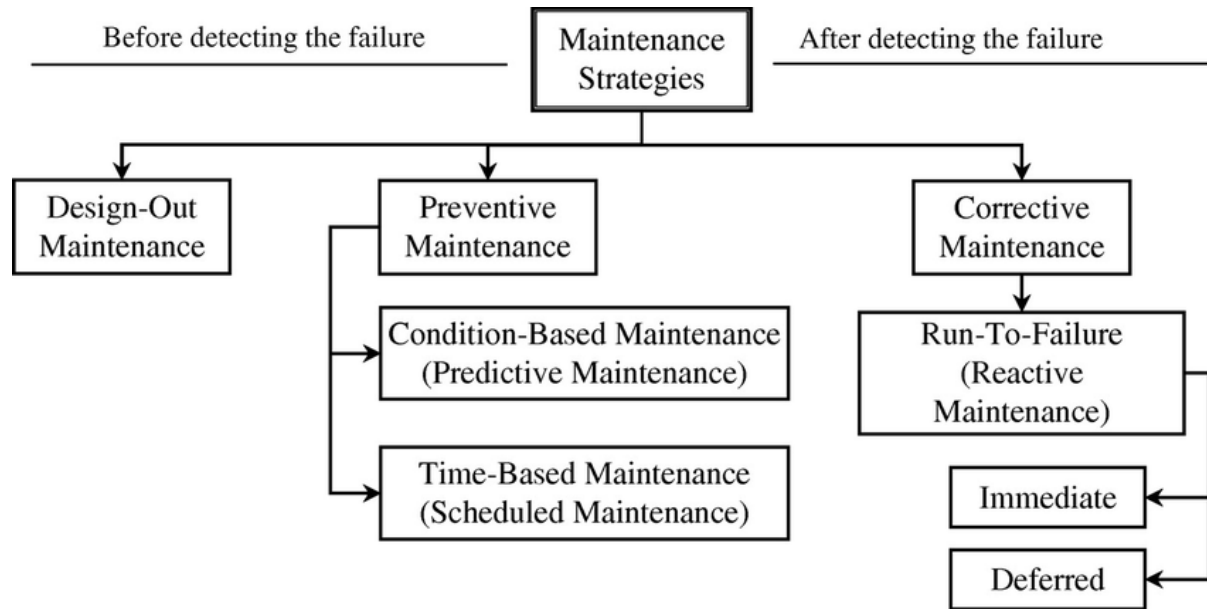 Before detecting the failure
Maintenance
Strategies
After detecting the failure
Design-Out
Maintenance
Preventive
Maintenance
Corrective
Maintenance
Condition-Based Maintenance
(Predictive Maintenance)
Run-To-Failure
(Reactive
Maintenance)
Time-Based Maintenance
(Scheduled Maintenance)
Immediate
Deferred